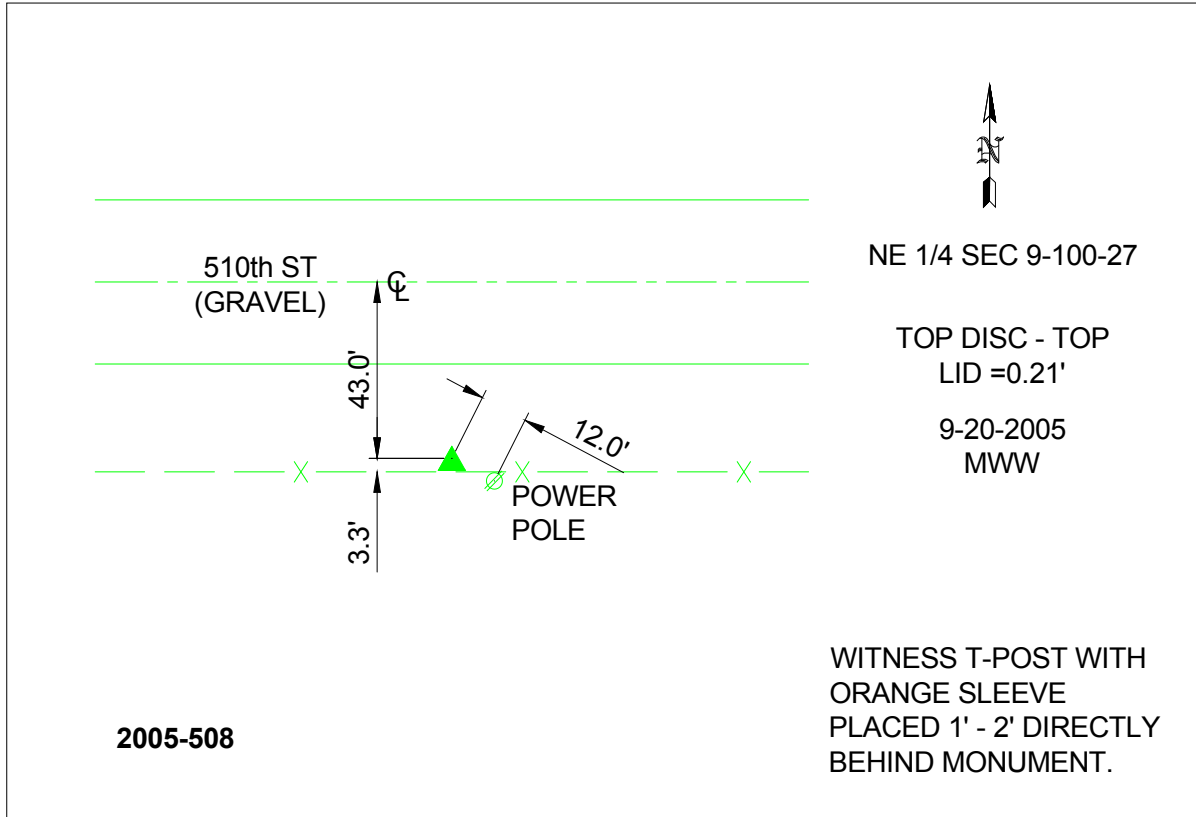 N
NE 1/4 SEC 9-100-27
510th ST
(GRAVEL)
CL
43.0'
TOP DISC - TOP
LID =0.21'
9-20-2005
MWW
12.0'
X
X
X
POWER
POLE
3.3'
WITNESS T-POST WITH
ORANGE SLEEVE
PLACED 1' - 2' DIRECTLY
BEHIND MONUMENT.
2005-508